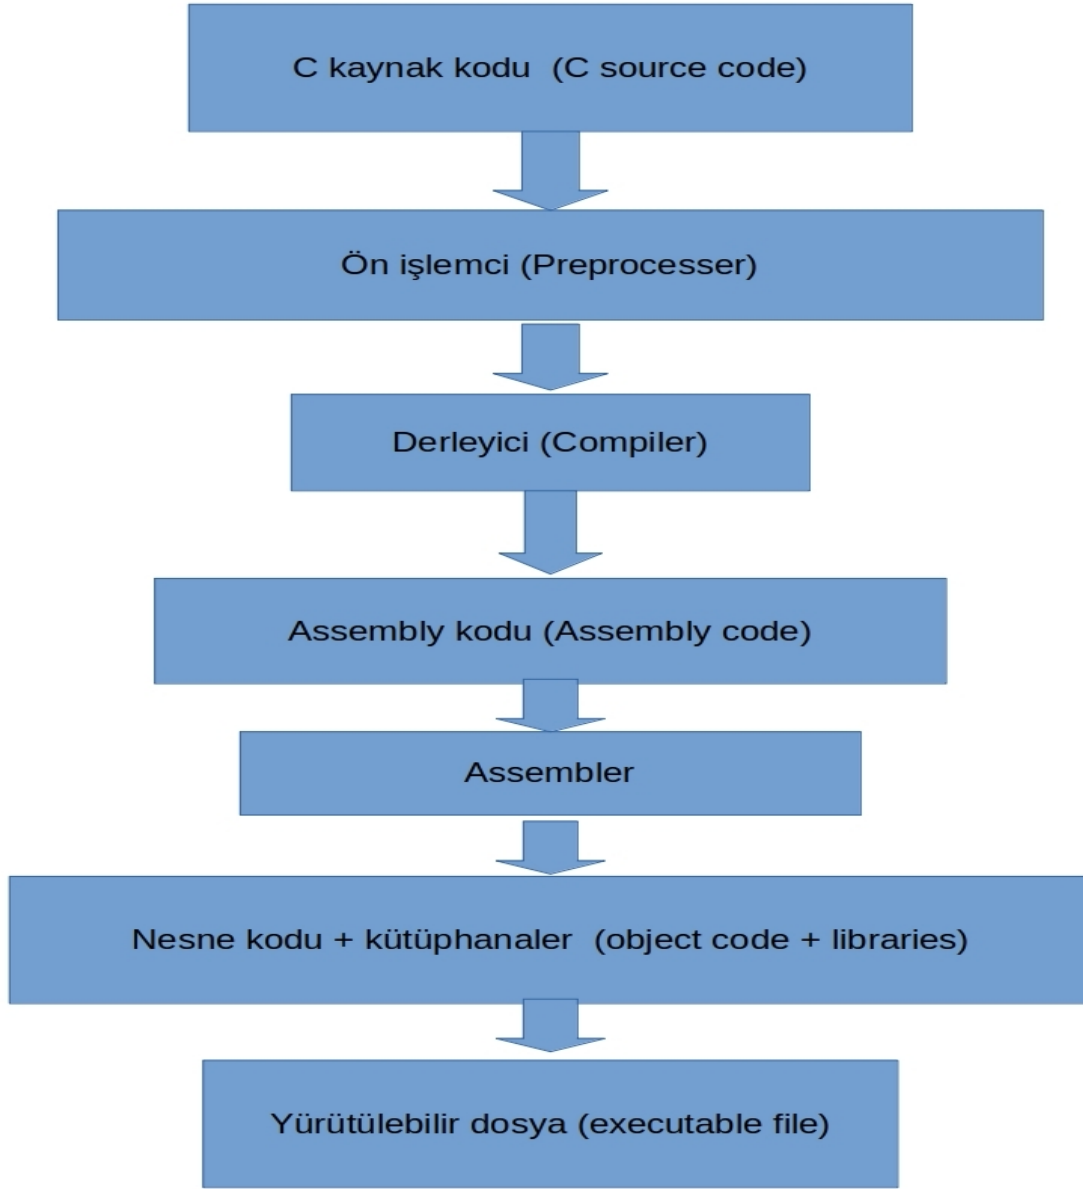 C kaynak kodu  (C source code)
Ön işlemci (Preprocesser)
Derleyici (Compiler)
Assembly kodu (Assembly code)
Assembler
Nesne kodu + kütüphanaler  (object code + libraries)
Yürütülebilir dosya (executable file)